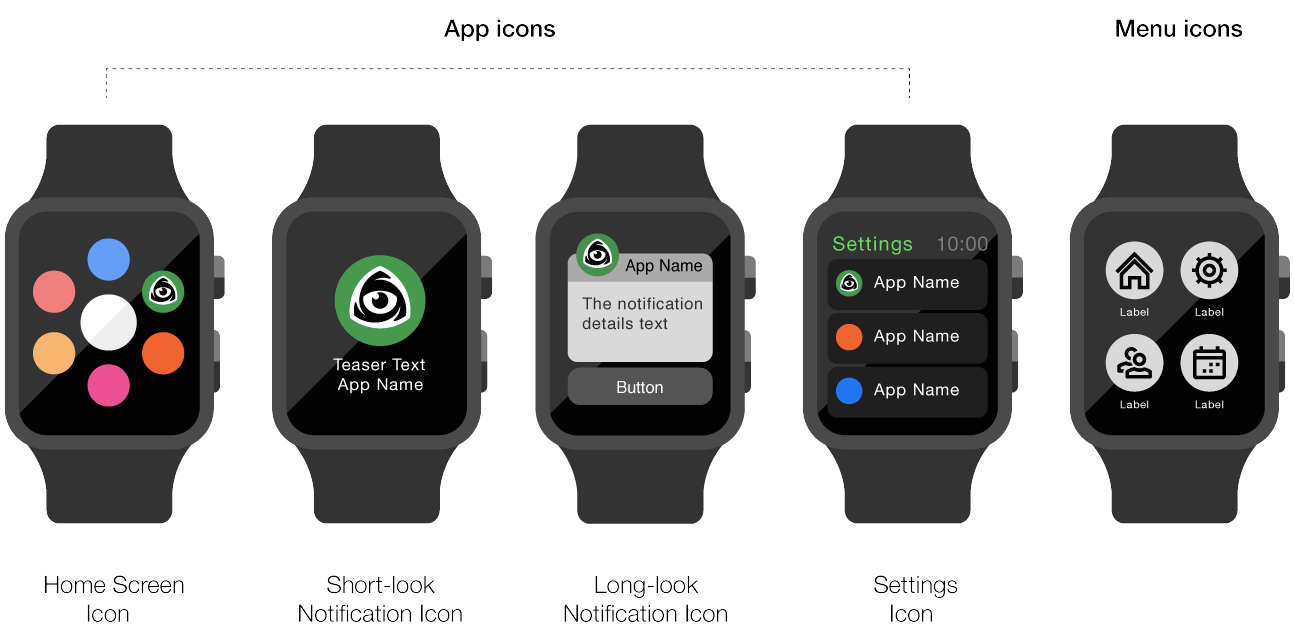 App icons
Menu icons
Teaser Text
App Name
App Name
The notification
details text
Button
Settings 10:00
App Name
App Name
App Name
Label Label
Label Label
Home Screen
Icon
Short-look
Notification Icon
Long-look
Notification Icon
Settings
Icon